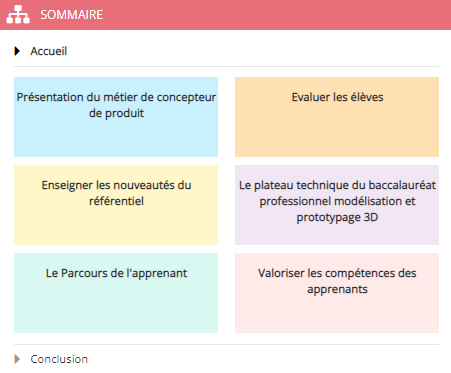 SOMMAIRE
Accueil
Présentation du métier de concepteur
de produit
Evaluer les élèves
Enseigner les nouveautés du
référentiel
Le plateau technique du baccalauréat
professionnel modélisation et
prototypage 3D
Le Parcours de l'apprenant
Valoriser les compétences des
apprenants
Conclusion